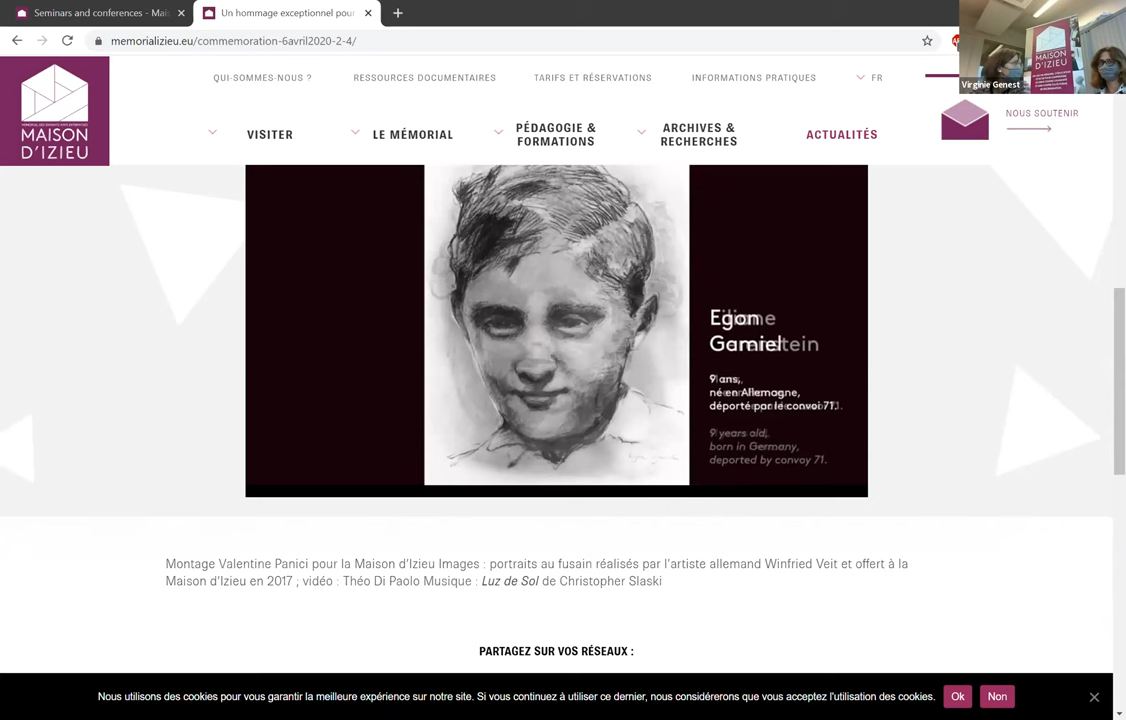 Seminars and conferences - Mai
Un hommage exceptionnel pour
memorializieu.eu/commemoration-6avril2020-2-4/
Virginie Genest
MAISON
D'IZIEU
QUI-SOMMES-NOUS ?
RESSOURCES DOCUMENTAIRES
TARIFS ET RÉSERVATIONS
INFORMATIONS PRATIQUES
FR
MAISON
D'IZIEU
VISITER
LE MÉMORIAL
PÉDAGOGIE &
FORMATIONS
ARCHIVES &
RECHERCHES
ACTUALITÉS
NOUS SOUTENIR
Egon
Gamiel
9 ans,
né en Allemagne,
déporté par le convoi 71.
9 years old,
born in Germany,
deported by convoy 71.
Montage Valentine Panici pour la Maison d'Izieu Images : portraits au fusain réalisés par l'artiste allemand Winfried Veit et offert à la
Maison d'Izieu en 2017 ; vidéo : Théo Di Paolo Musique : Luz de Sol de Christopher Slaski
PARTAGEZ SUR VOS RÉSEAUX :
Nous utilisons des cookies pour vous garantir la meilleure expérience sur notre site. Si vous continuez à utiliser ce dernier, nous considérerons que vous acceptez l'utilisation des cookies.
Ok
Non